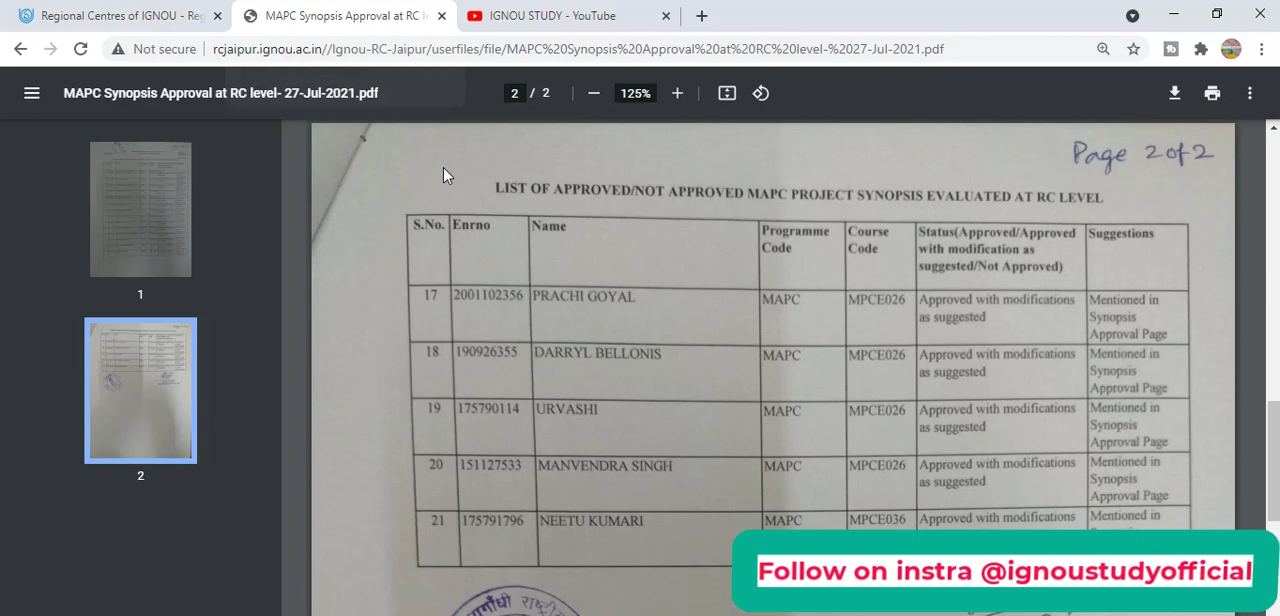 Regional Centres of IGNOU - Reg
MAPC Synopsis Approval at RC l
IGNOU STUDY - YouTube
Not secure
rcjaipur.ignou.ac.in//Ignou-RC-Jaipur/userfiles/file/MAPC%20Synopsis%20Approval%20at%20RC%20level-%2027-Jul-2021.pdf
MAPC Synopsis Approval at RC level- 27-Jul-2021.pdf
2 / 2
125%
Page 2 of 2
LIST OF APPROVED/NOT APPROVED MAPC PROJECT SYNOPSIS EVALUATED AT RC LEVEL
S.No. Enrno Name Programme Code Course Code Status(Approved/Approved with modification as suggested/Not Approved) Suggestions
17 2001102356 PRACHI GOYAL MAPC MPCE026 Approved with modifications as suggested Mentioned in Synopsis Approval Page
18 190926355 DARRYL BELLONIS MAPC MPCE026 Approved with modifications as suggested Mentioned in Synopsis Approval Page
19 175790114 URVASHI MAPC MPCE026 Approved with modifications as suggested Mentioned in Synopsis Approval Page
20 151127533 MANVENDRA SINGH MAPC MPCE026 Approved with modifications as suggested Mentioned in Synopsis Approval Page
21 175791796 NEETU KUMARI MAPC MPCE036 Approved with modifications Mentioned in
1
2
Follow on instra @ignoustudyofficial